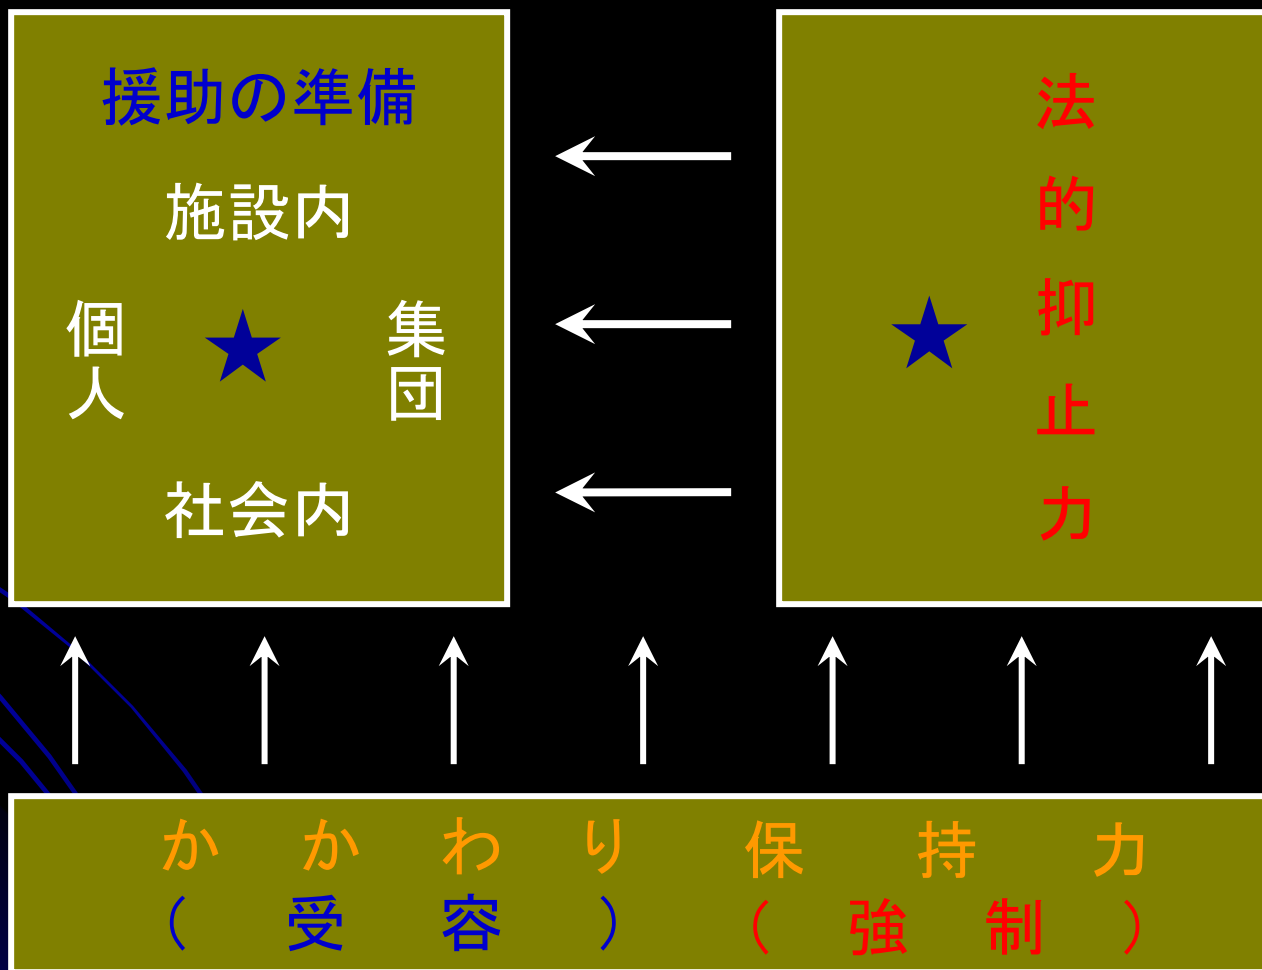 援助の準備
施設内
個人
集団
社会内
法的抑止力
かかわり保持力
（受容）（強制）